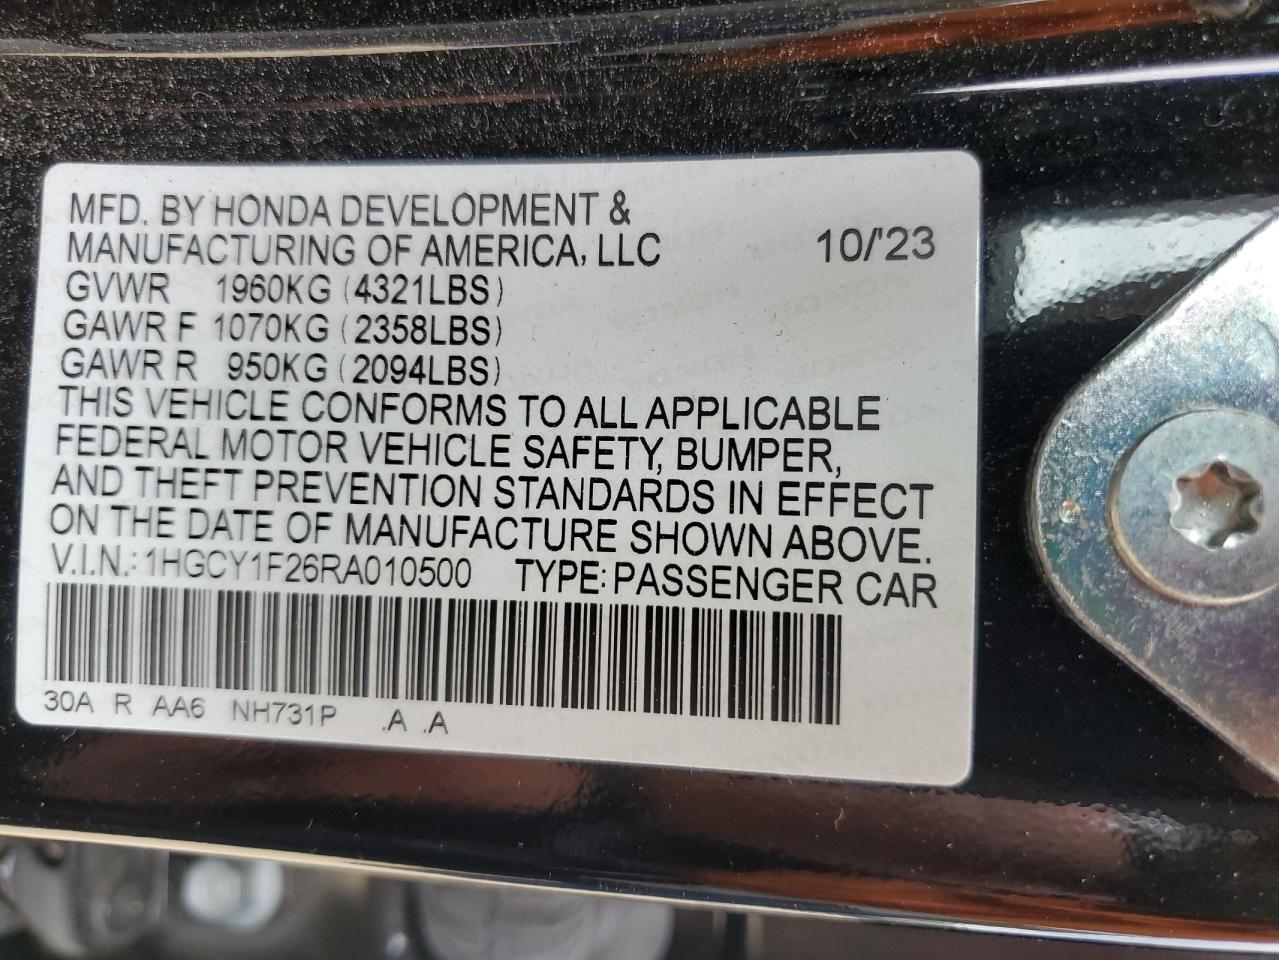 MFD. BY HONDA DEVELOPMENT &
MANUFACTURING OF AMERICA, LLC 10/'23
GVWR 1960KG (4321LBS)
GAWR F 1070KG (2358LBS)
GAWR R 950KG (2094LBS)
THIS VEHICLE CONFORMS TO ALL APPLICABLE
FEDERAL MOTOR VEHICLE SAFETY, BUMPER,
AND THEFT PREVENTION STANDARDS IN EFFECT
ON THE DATE OF MANUFACTURE SHOWN ABOVE.
V.I.N.: 1HGCY1F26RA010500 TYPE: PASSENGER CAR
30A R AA6 NH731P .A .A